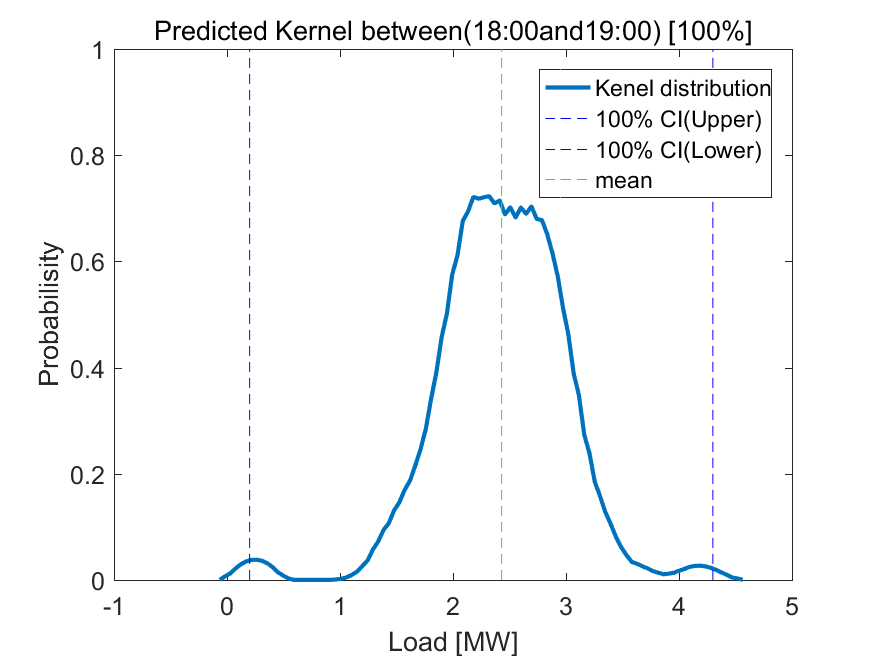 Predicted Kernel between(18:00and19:00) [100%]
1
0.8
0.6
0.4
0.2
0
Probabilisity
Kenel distribution
100% CI(Upper)
100% CI(Lower)
mean
-1
0
1
2
3
4
5
Load [MW]